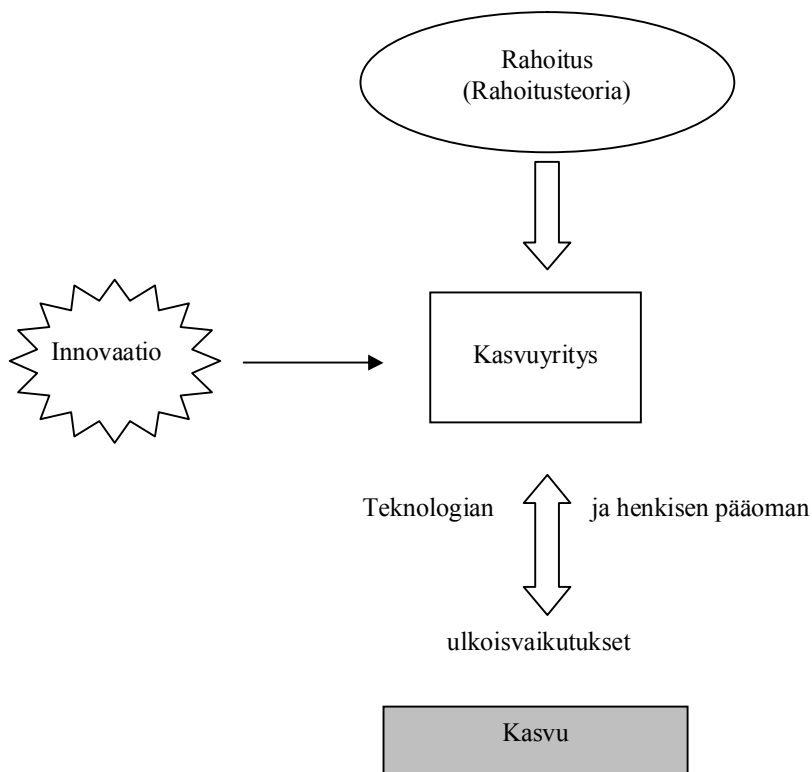 Rahoitus
(Rahoitusteoria)
Innovaatio
Kasvuyritys
Teknologian ja henkisen pääoman
ulkoisvaikutukset
Kasvu